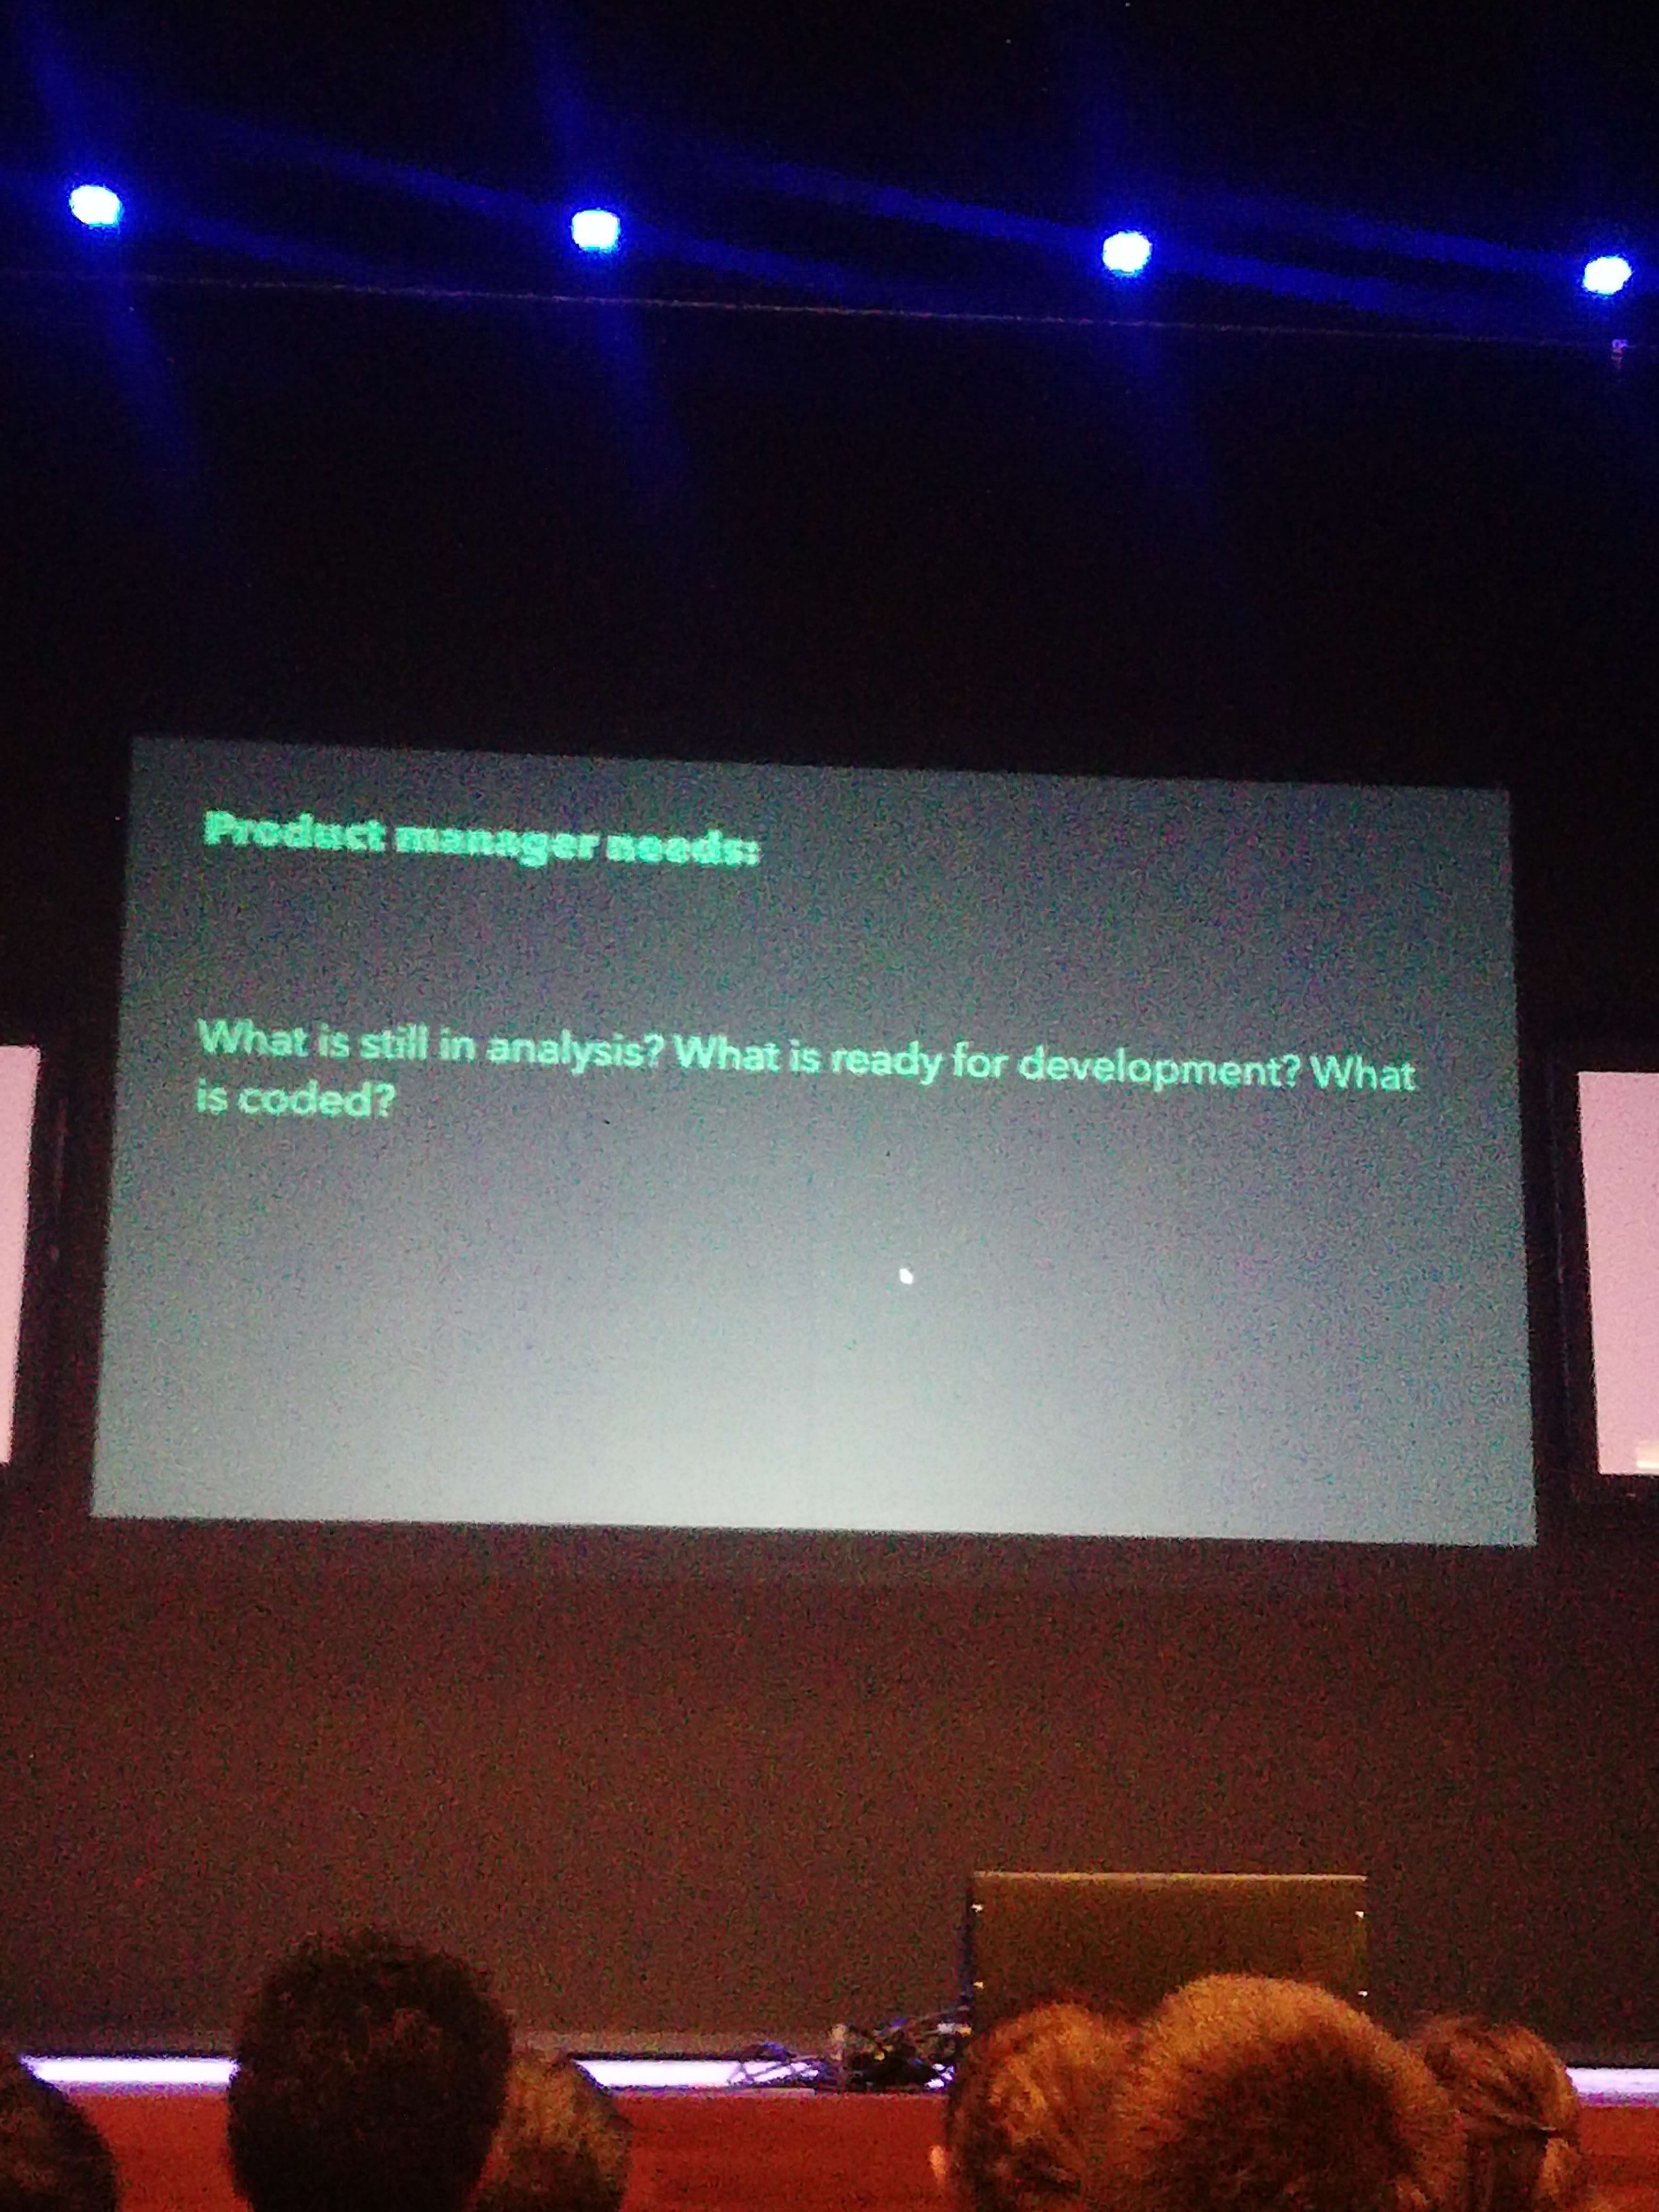 Product manager needs:
What is still in analysis? What is ready for development? What
is coded?